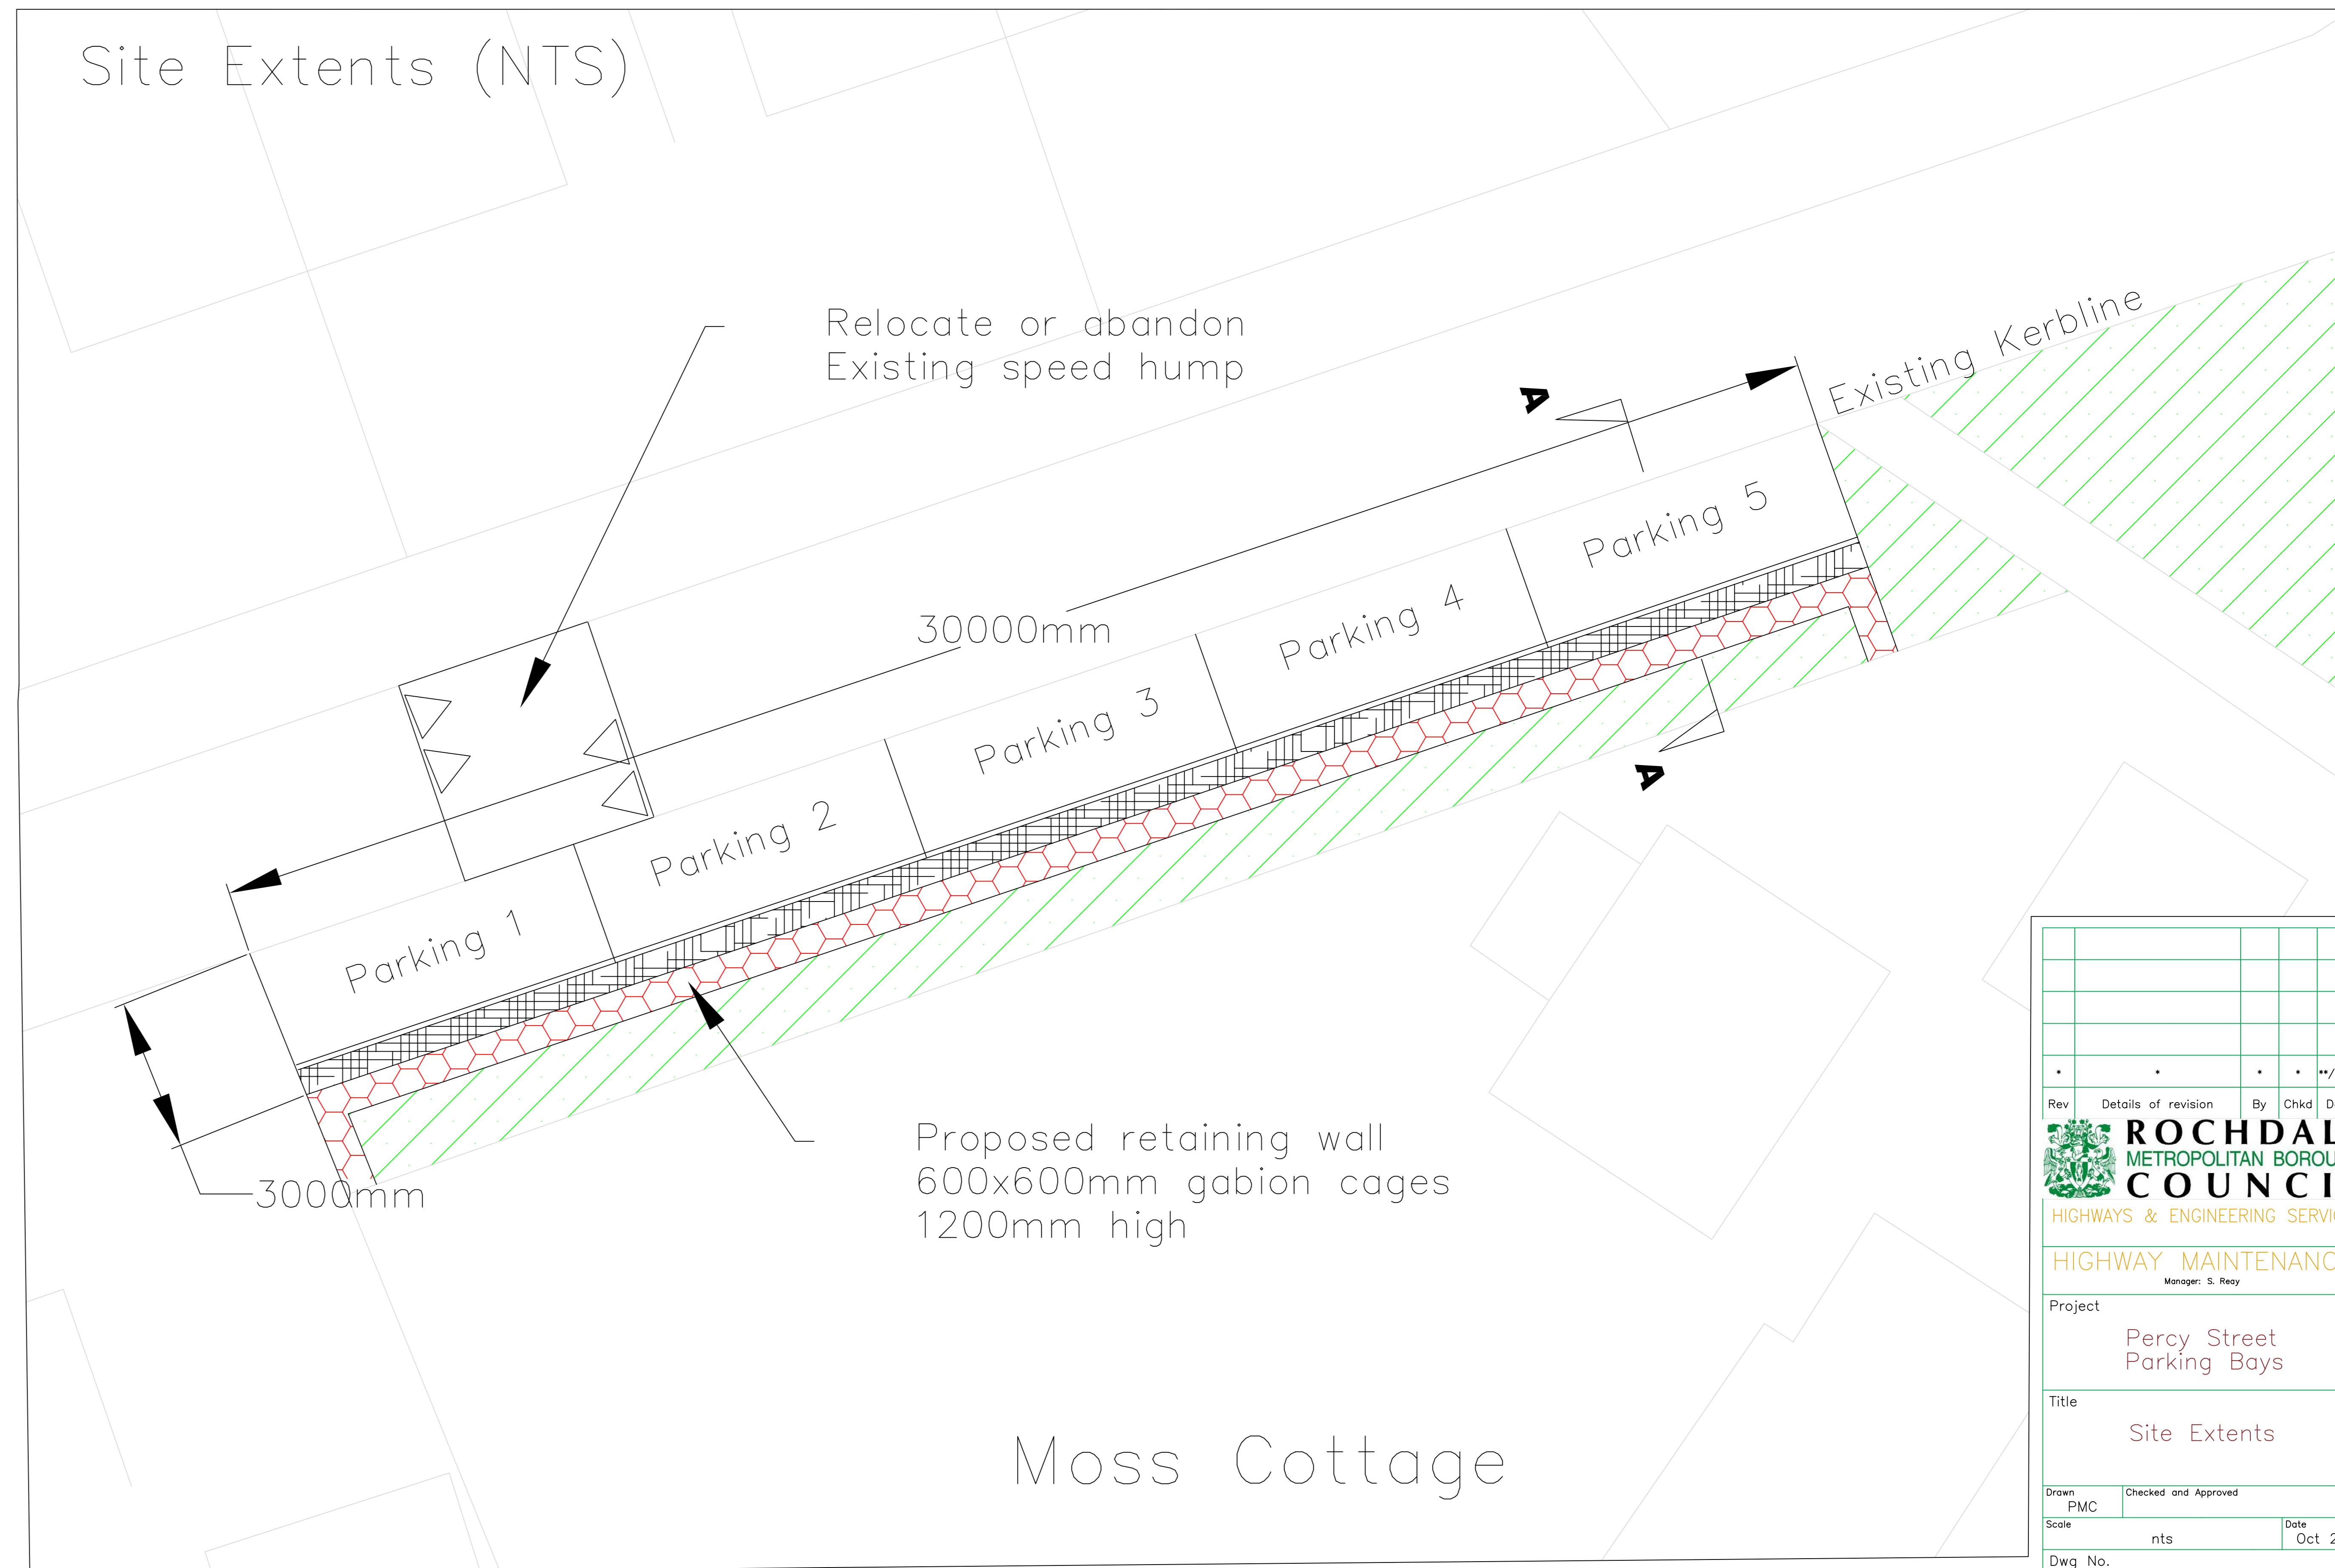 Site Extents (NTS)
Relocate or abandon
Existing speed hump
Existing Kerbline
A
Parking 5
30000mm
Parking 4
Parking 3
A
Parking 2
Parking 1
Proposed retaining wall
600x600mm gabion cages
1200mm high
3000mm
Moss Cottage
* * * * **/
Rev Details of revision By Chkd D
ROCHDAL
METROPOLITAN BOROU
COUNCI
HIGHWAYS & ENGINEERING SERVI
HIGHWAY MAINTENANC
Manager: S. Reay
Project
Percy Street
Parking Bays
Title
Site Extents
Drawn
PMC
Checked and Approved
Scale
nts
Date
Oct 2
Dwg No.